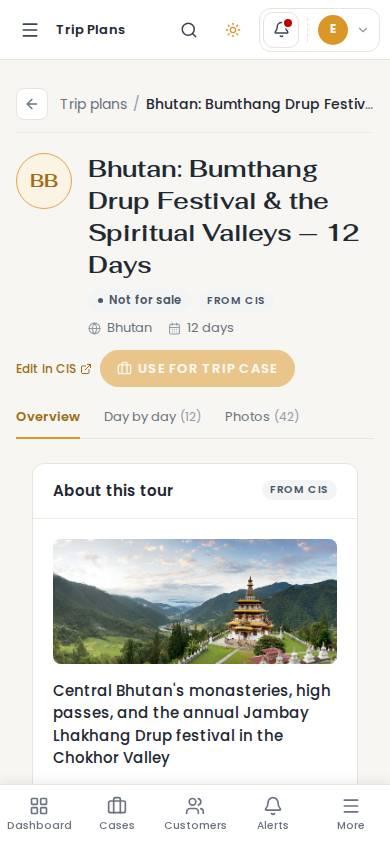 Trip Plans
E
Trip plans / Bhutan: Bumthang Drup Festiv…
BB
Bhutan: Bumthang
Drup Festival & the
Spiritual Valleys — 12
Days
Not for sale
FROM CIS
Bhutan
12 days
Edit in CIS
USE FOR TRIP CASE
Overview
Day by day (12)
Photos (42)
About this tour
FROM CIS
Central Bhutan's monasteries, high
passes, and the annual Jambay
Lhakhang Drup festival in the
Chokhor Valley
Dashboard
Cases
Customers
Alerts
More